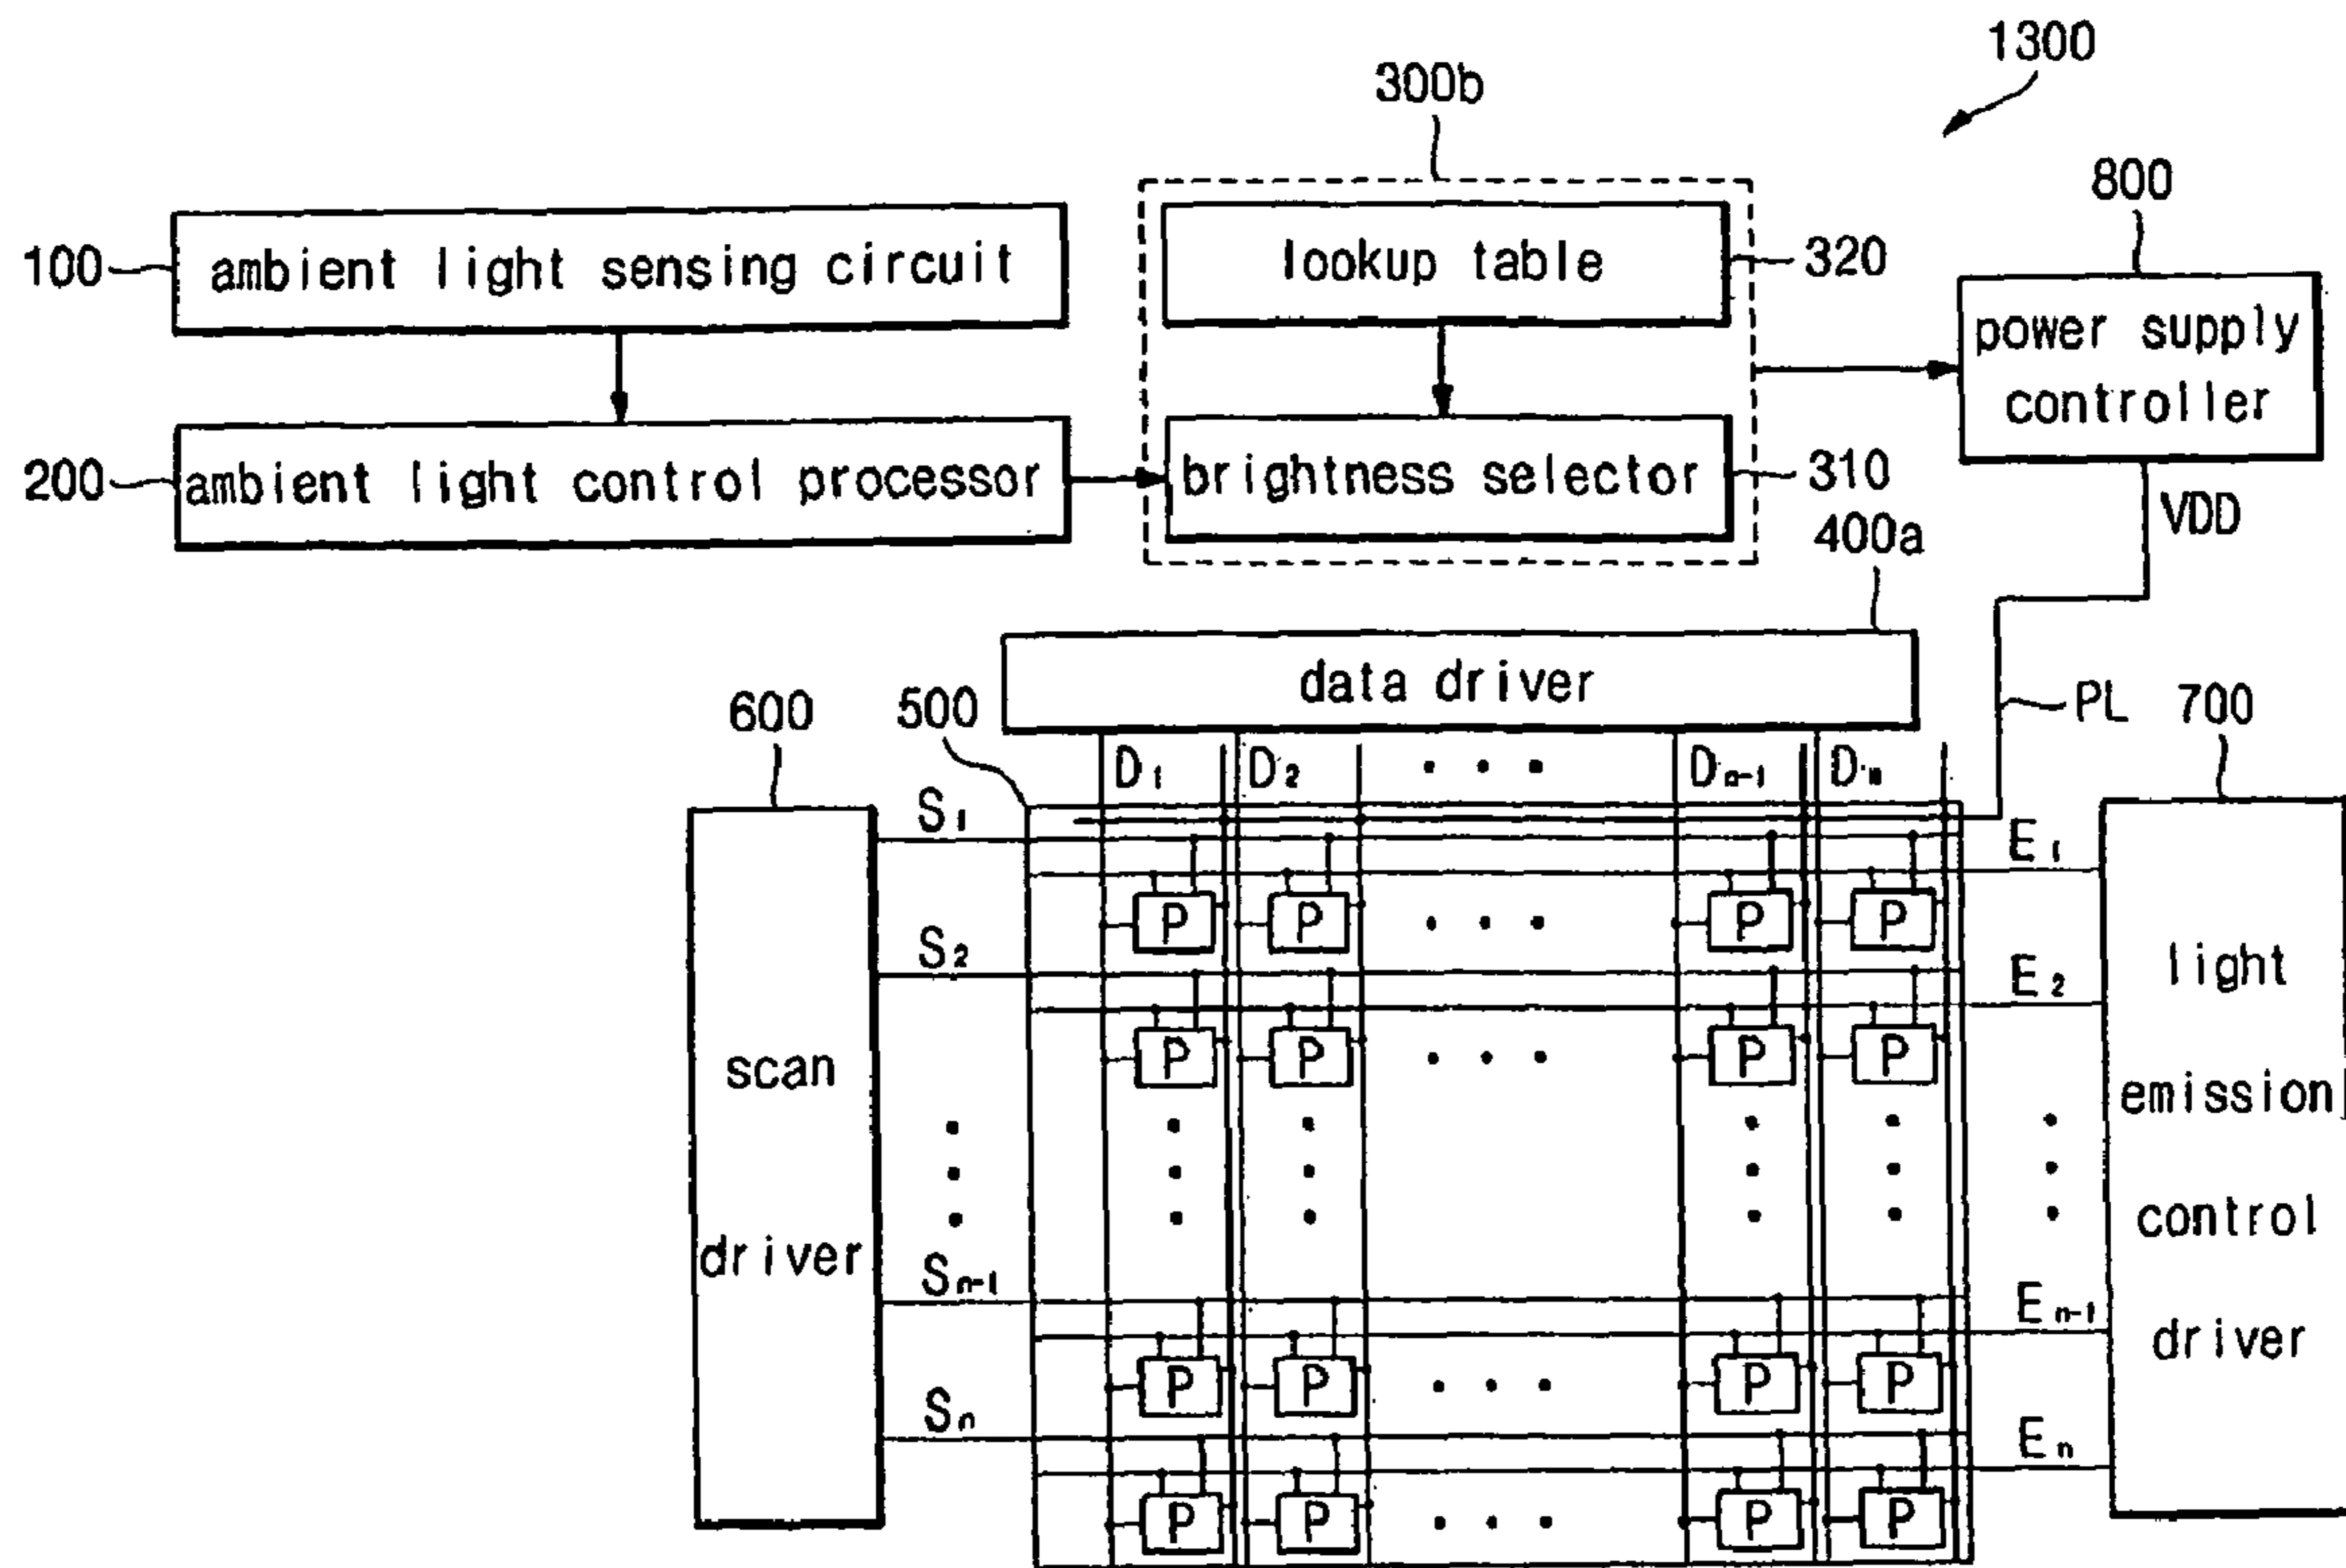 1300
300b
800
100 ambient light sensing circuit
lookup table 320
power supply
controller
200 ambient light control processor
brightness selector 310
VDD
400a
data driver
600 500 PL 700
D1 D2 . . . Dn-1
S1 E1
P P . . . P P
S2 E2
P P . . . P P
scan
driver
light
emission
control
driver
Sn-1 En-1
P P . . . P P
Sn En
P P . . . P P